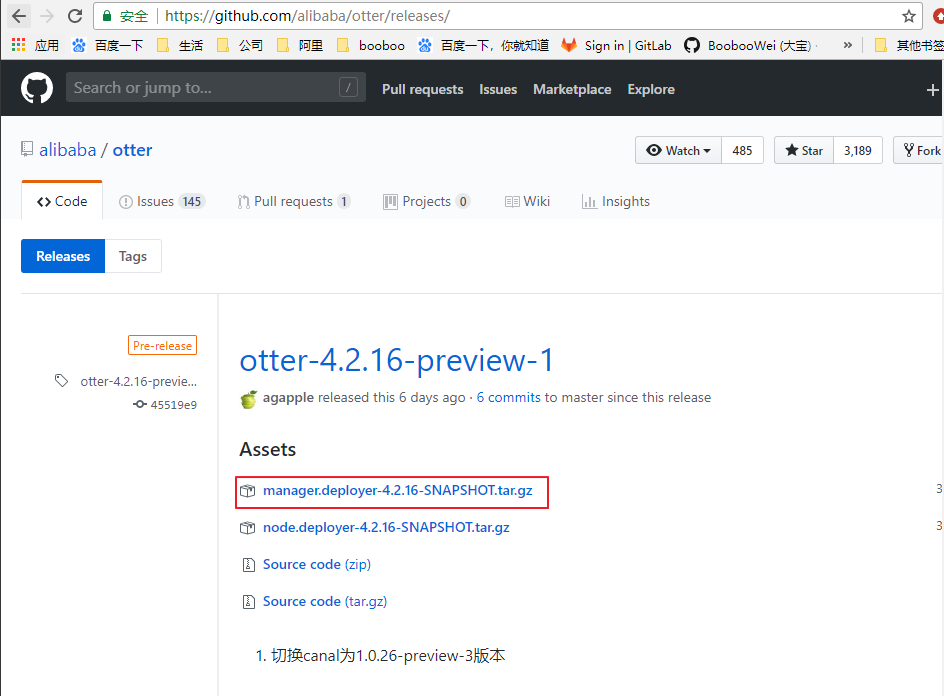 安全 https://github.com/alibaba/otter/releases/
应用 百度一下 生活 公司 阿里 booboo 百度一下，你就知道 Sign in | GitLab BoobooWei (大宝) · » 其他书签
Search or jump to... / Pull requests Issues Marketplace Explore +
alibaba / otter Watch 485 Star 3,189 Fork
Code Issues 145 Pull requests 1 Projects 0 Wiki Insights
Releases Tags
Pre-release
otter-4.2.16-previe...
45519e9
otter-4.2.16-preview-1
agapple released this 6 days ago · 6 commits to master since this release
Assets
manager.deployer-4.2.16-SNAPSHOT.tar.gz 3
node.deployer-4.2.16-SNAPSHOT.tar.gz 3
Source code (zip)
Source code (tar.gz)
1. 切换canal为1.0.26-preview-3版本